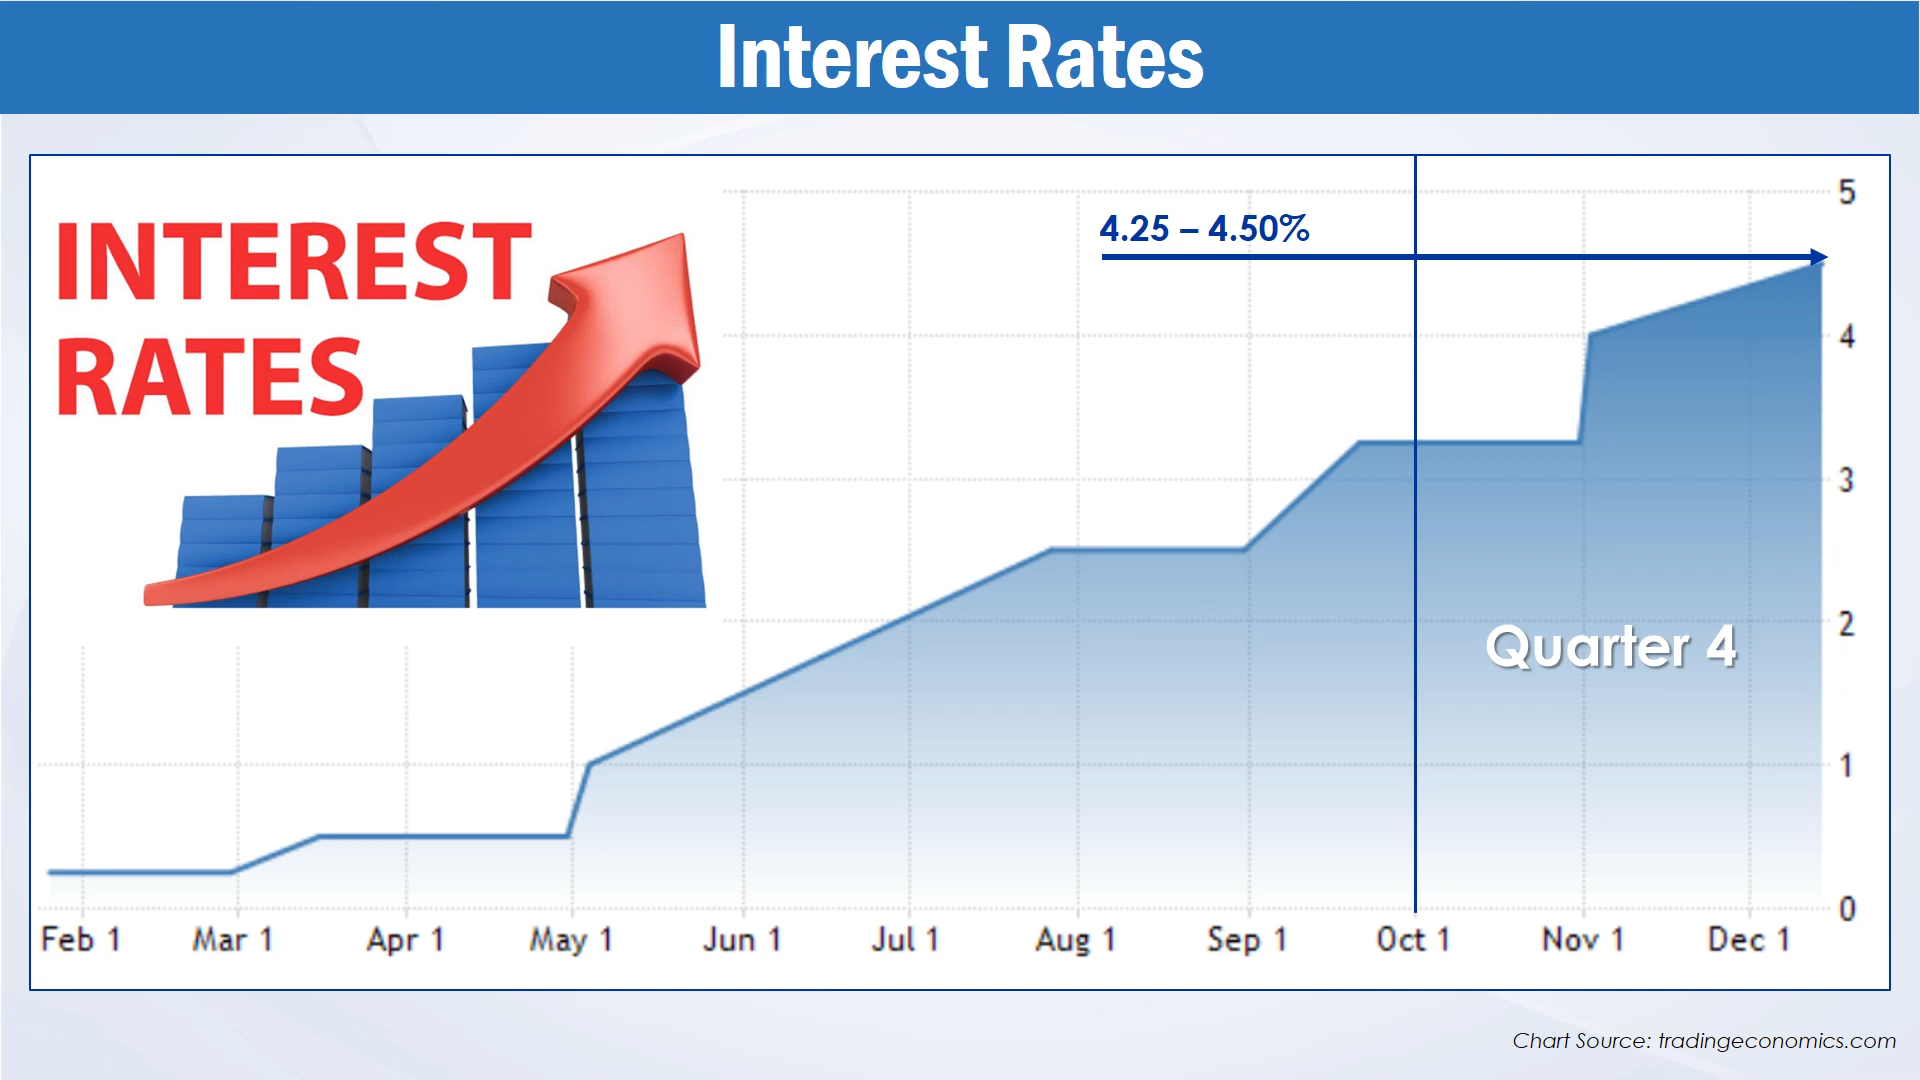 Interest Rates
INTEREST
RATES
4.25 – 4.50%
5
4
3
2
1
0
Quarter 4
Feb 1 Mar 1 Apr 1 May 1 Jun 1 Jul 1 Aug 1 Sep 1 Oct 1 Nov 1 Dec 1
Chart Source: tradingeconomics.com